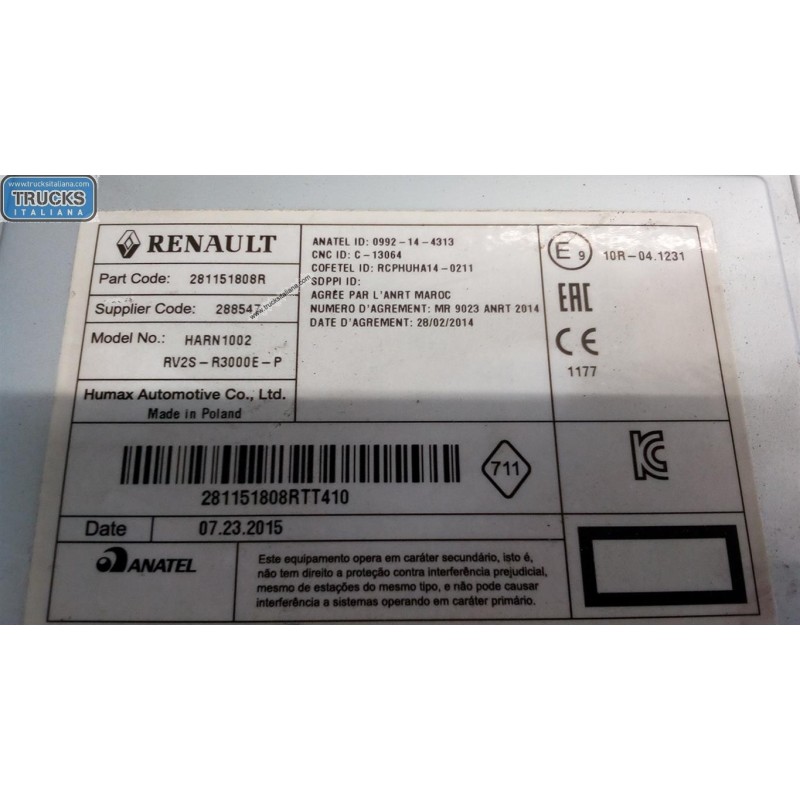 www.trucksitaliana.com
TRUCKS
ITALIANA
RENAULT
Part Code: 281151808R
Supplier Code: 288547
Model No.: HARN1002
RV2S-R3000E-P
Humax Automotive Co., Ltd.
Made in Poland
ANATEL ID: 0992-14-4313
CNC ID: C-13064
COFETEL ID: RCPHUHA14-0211
SDPPI ID:
AGRÉE PAR L'ANRT MAROC
NUMERO D'AGREMENT: MR 9023 ANRT 2014
DATE D'AGREMENT: 28/02/2014
www.trucksitaliana.com
E 9 10R-04.1231
EAC
CE
1177
281151808RTT410
711
KC
Date 07.23.2015
ANATEL
Este equipamento opera em caráter secundário, isto é,
não tem direito a proteção contra interferência prejudicial,
mesmo de estações do mesmo tipo, e não pode causar
interferência a sistemas operando em caráter primário.